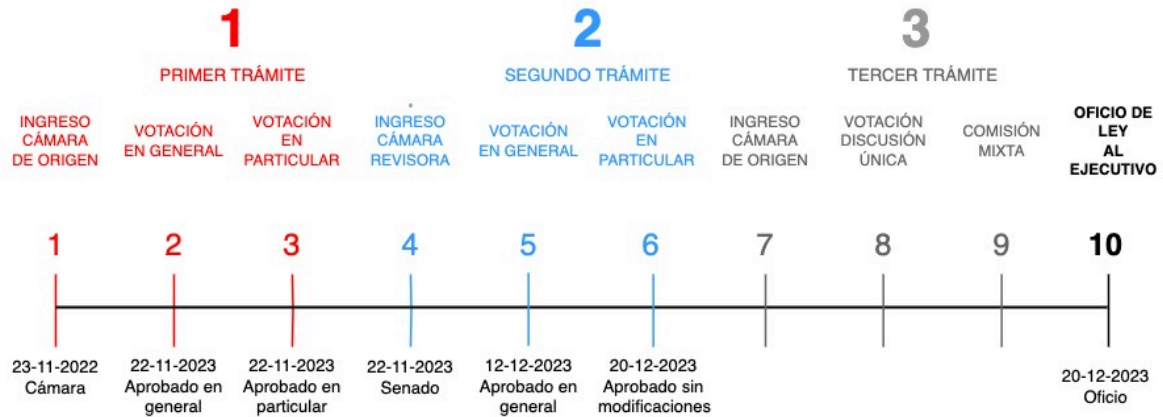 1
2
3
PRIMER TRÁMITE
SEGUNDO TRÁMITE
TERCER TRÁMITE
INGRESO
CÁMARA
DE ORIGEN
VOTACIÓN
EN GENERAL
VOTACIÓN
EN
PARTICULAR
INGRESO
CÁMARA
REVISORA
VOTACIÓN
EN GENERAL
VOTACIÓN
EN
PARTICULAR
INGRESO
CÁMARA
DE ORIGEN
VOTACIÓN
DISCUSIÓN
ÚNICA
COMISIÓN
MIXTA
OFICIO DE
LEY
AL
EJECUTIVO
1
2
3
4
5
6
7
8
9
10
23-11-2022
Cámara
22-11-2023
Aprobado en
general
22-11-2023
Aprobado en
particular
22-11-2023
Senado
12-12-2023
Aprobado en
general
20-12-2023
Aprobado sin
modificaciones
20-12-2023
Oficio